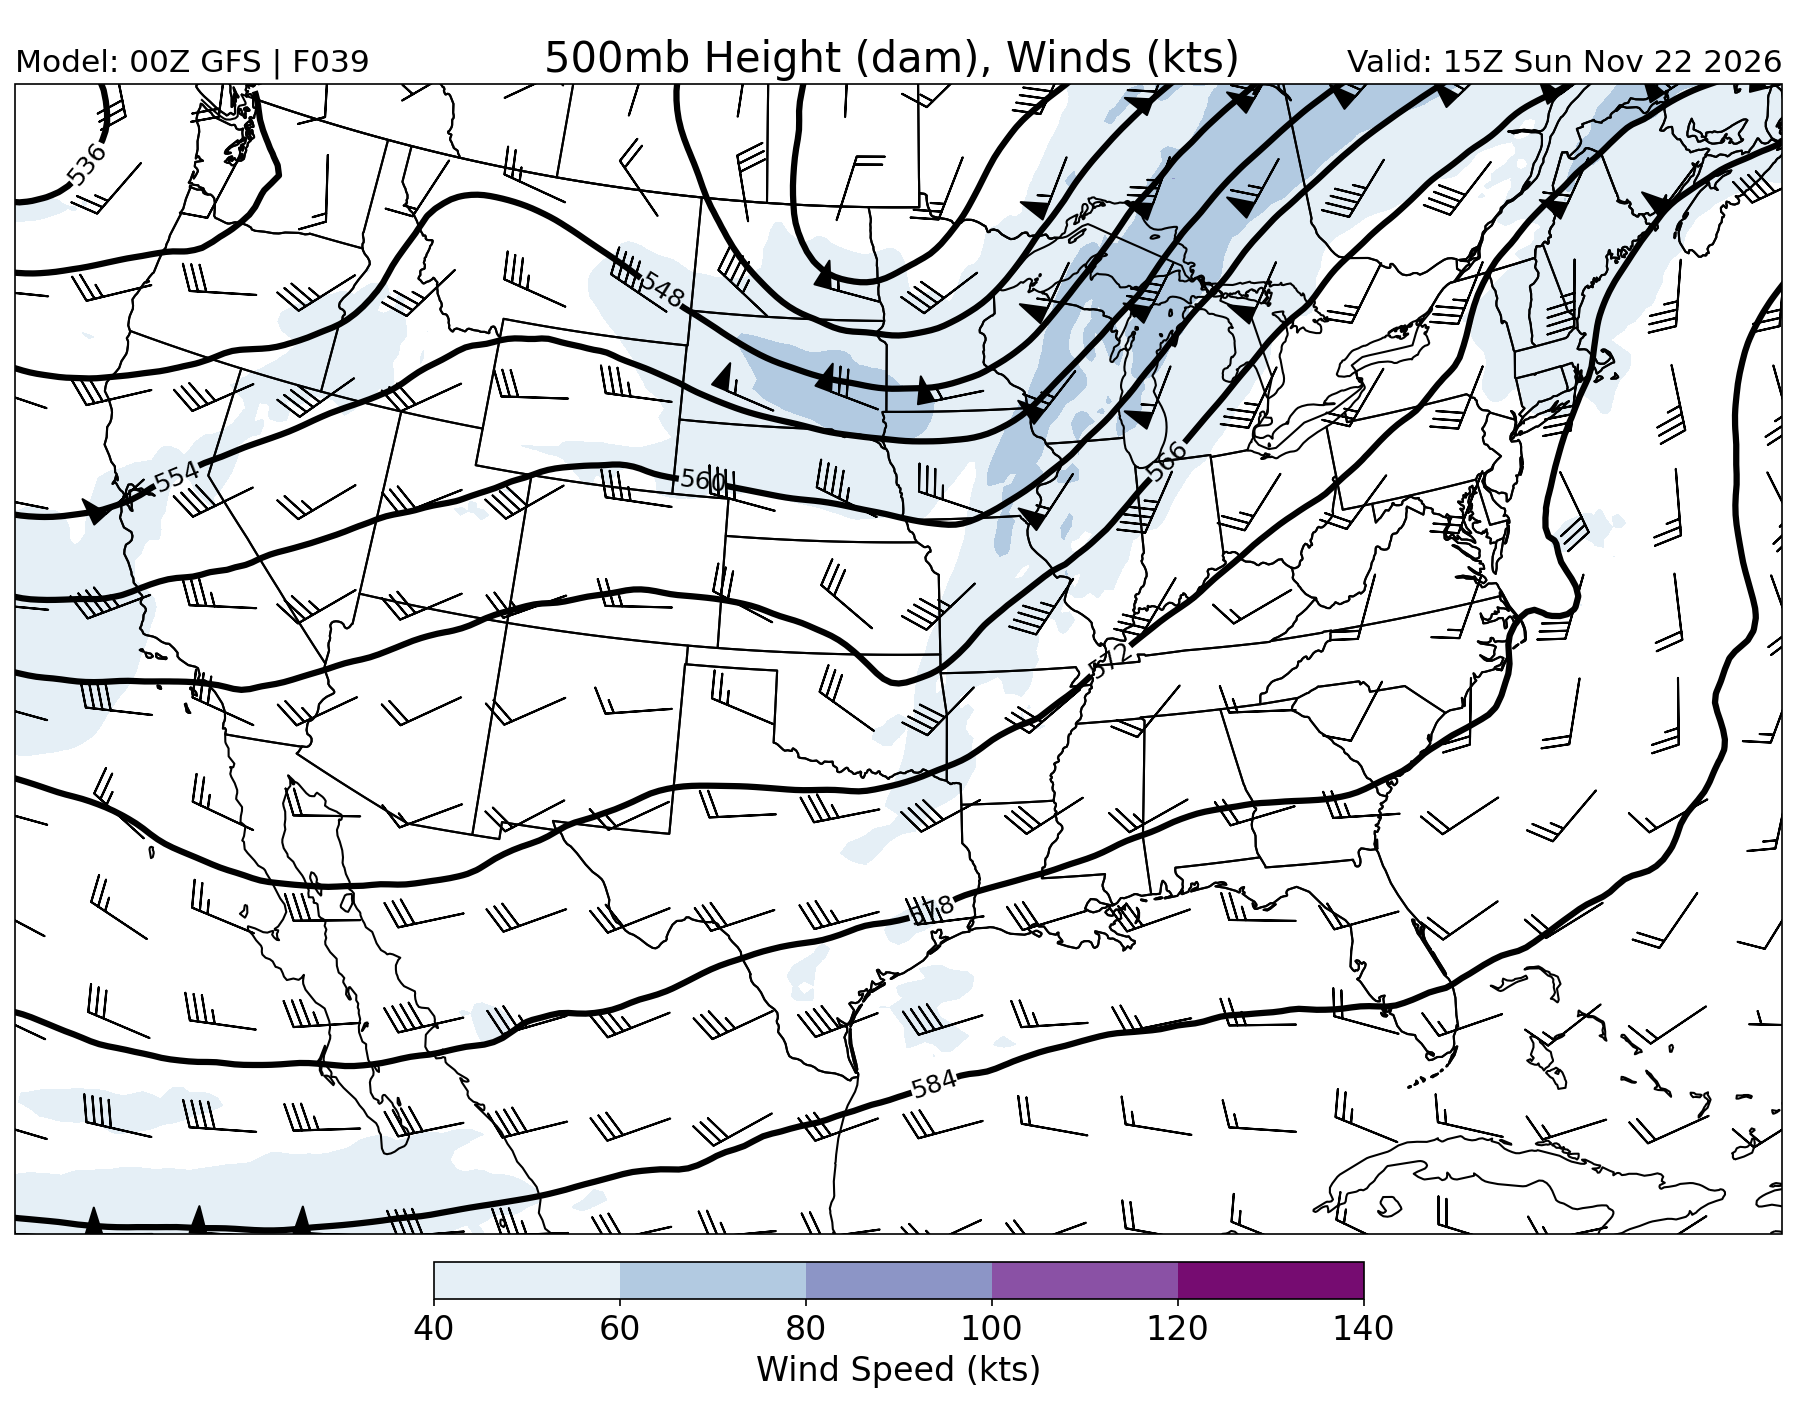 Model: 00Z GFS | F039
500mb Height (dam), Winds (kts)
Valid: 15Z Sun Nov 22 2026
536
548
554
560
566
572
578
584
40 60 80 100 120 140
Wind Speed (kts)